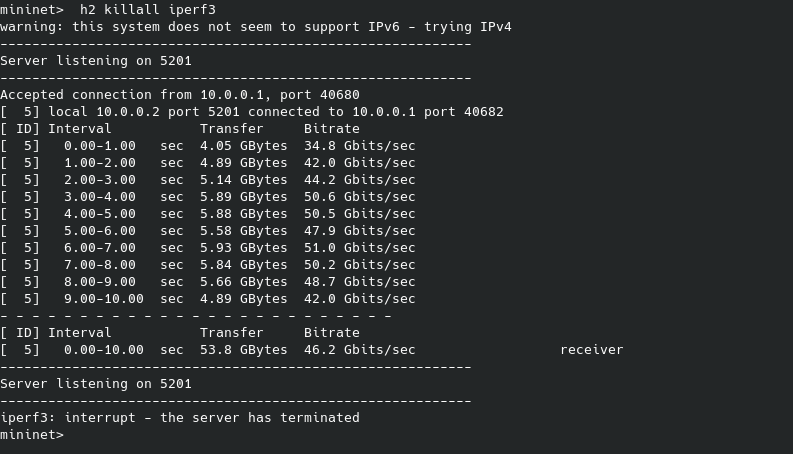 mininet>  h2 killall iperf3
warning: this system does not seem to support IPv6 - trying IPv4
-----------------------------------------------------------
Server listening on 5201
-----------------------------------------------------------
Accepted connection from 10.0.0.1, port 40680
[  5] local 10.0.0.2 port 5201 connected to 10.0.0.1 port 40682
[ ID] Interval           Transfer     Bitrate
[  5]   0.00-1.00   sec  4.05 GBytes  34.8 Gbits/sec
[  5]   1.00-2.00   sec  4.89 GBytes  42.0 Gbits/sec
[  5]   2.00-3.00   sec  5.14 GBytes  44.2 Gbits/sec
[  5]   3.00-4.00   sec  5.89 GBytes  50.6 Gbits/sec
[  5]   4.00-5.00   sec  5.88 GBytes  50.5 Gbits/sec
[  5]   5.00-6.00   sec  5.58 GBytes  47.9 Gbits/sec
[  5]   6.00-7.00   sec  5.93 GBytes  51.0 Gbits/sec
[  5]   7.00-8.00   sec  5.84 GBytes  50.2 Gbits/sec
[  5]   8.00-9.00   sec  5.66 GBytes  48.7 Gbits/sec
[  5]   9.00-10.00  sec  4.89 GBytes  42.0 Gbits/sec
- - - - - - - - - - - - - - - - - - - - - - - - -
[ ID] Interval           Transfer     Bitrate
[  5]   0.00-10.00  sec  53.8 GBytes  46.2 Gbits/sec                  receiver
-----------------------------------------------------------
Server listening on 5201
-----------------------------------------------------------
iperf3: interrupt - the server has terminated
mininet>